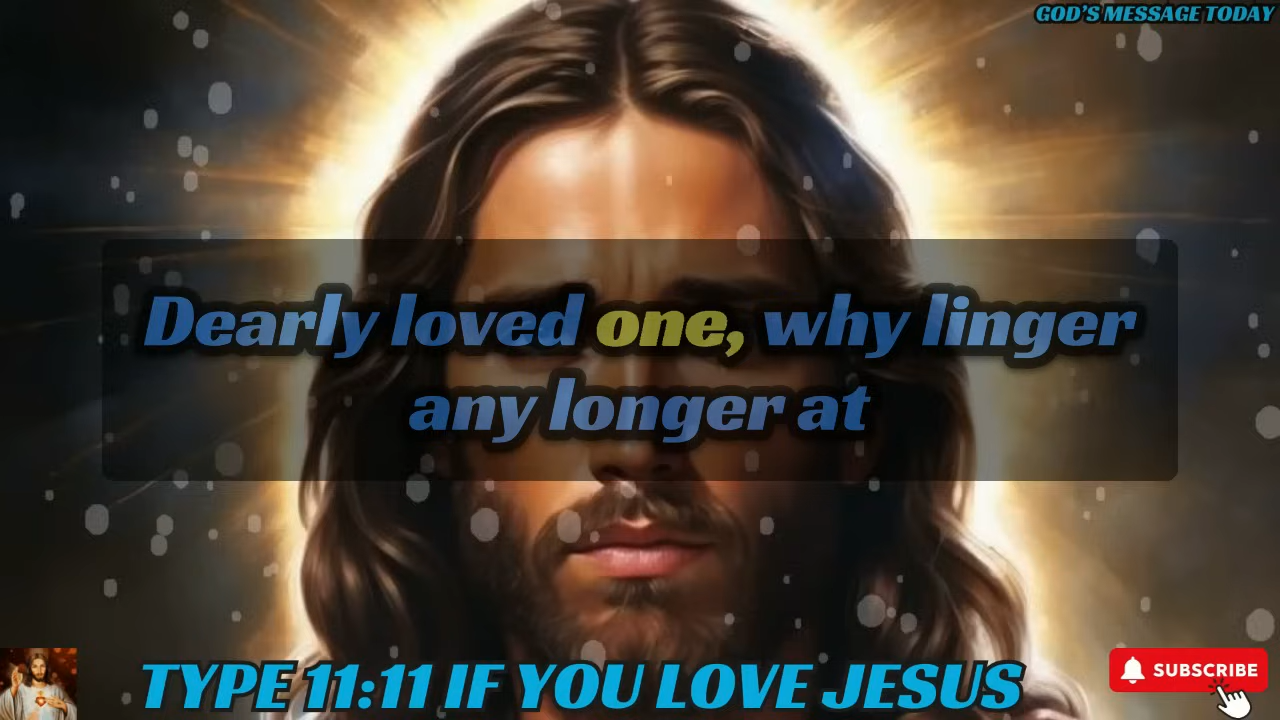 GOD'S MESSAGE TODAY
Dearly loved one, why linger
any longer at
TYPE 11:11 IF YOU LOVE JESUS
SUBSCRIBE